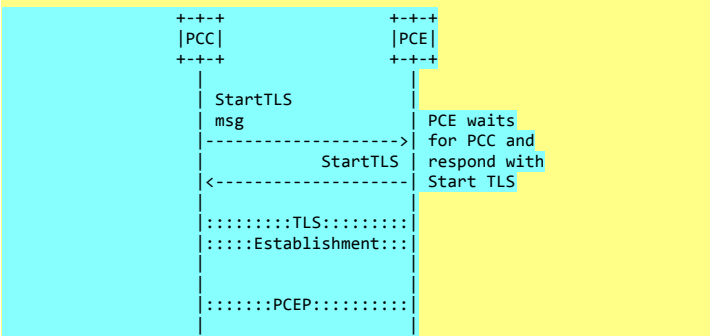 +-+-+                 +-+-+
|PCC|                 |PCE|
+-+-+                 +-+-+
  |                     |
  | StartTLS            |
  | msg                 | PCE waits
  |-------------------->| for PCC and
  |            StartTLS | respond with
  |<--------------------| Start TLS
  |                     |
  |:::::::::TLS:::::::::|
  |:::::Establishment:::|
  |                     |
  |                     |
  |:::::::PCEP::::::::::|
  |                     |